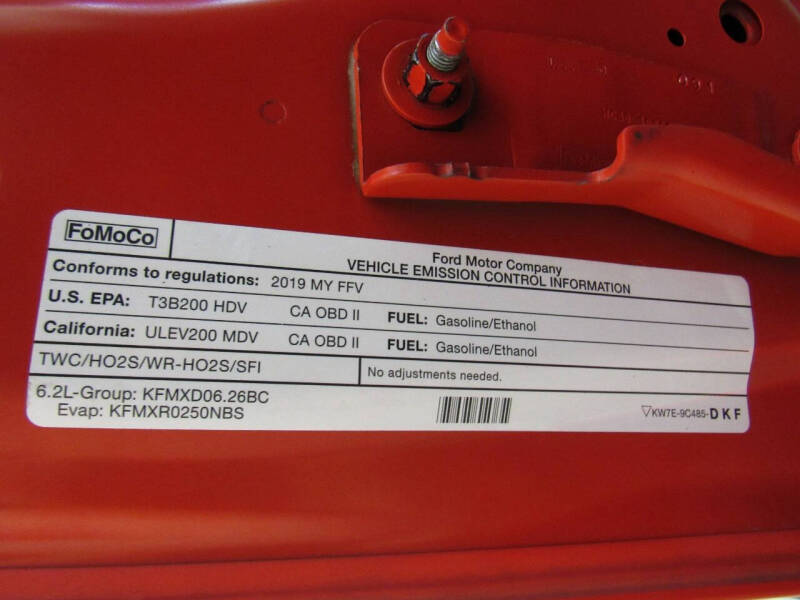 FoMoCo
Ford Motor Company
VEHICLE EMISSION CONTROL INFORMATION
Conforms to regulations: 2019 MY FFV
U.S. EPA: T3B200 HDV CA OBD II FUEL: Gasoline/Ethanol
California: ULEV200 MDV CA OBD II FUEL: Gasoline/Ethanol
TWC/HO2S/WR-HO2S/SFI No adjustments needed.
6.2L-Group: KFMXD06.26BC
Evap: KFMXR0250NBS
▽KW7E-9C485-DKF